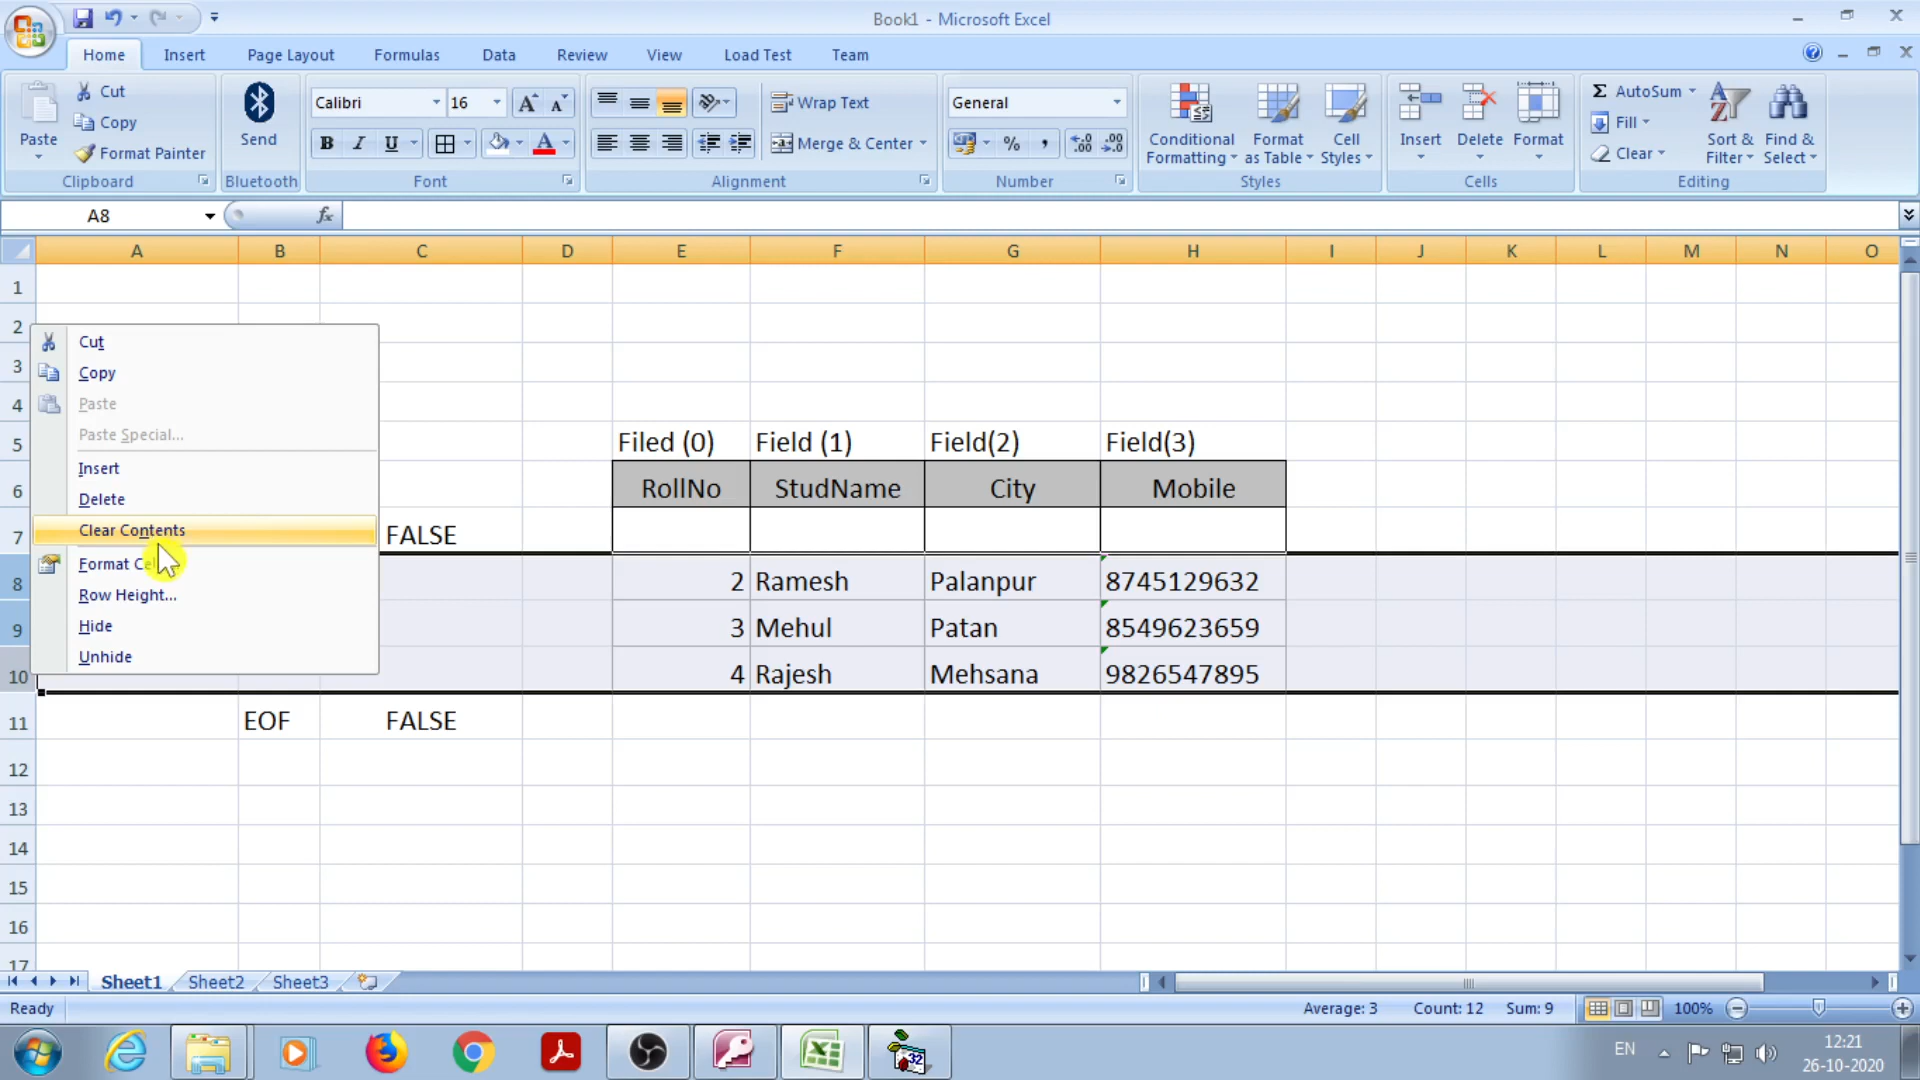 Book1 - Microsoft Excel
Home Insert Page Layout Formulas Data Review View Load Test Team
Paste
Cut
Copy
Format Painter
Clipboard
Send
Bluetooth
Calibri 16
B I U
Font
Wrap Text
Merge & Center
Alignment
General
% ,
Number
Conditional Formatting
Format as Table
Cell Styles
Styles
Insert Delete Format
Cells
Σ AutoSum
Fill
Clear
Sort & Filter
Find & Select
Editing
A8 fx
A B C D E F G H I J K L M N O
1
2
3
4
5 Filed (0) Field (1) Field(2) Field(3)
6 RollNo StudName City Mobile
7 FALSE
8 2 Ramesh Palanpur 8745129632
9 3 Mehul Patan 8549623659
10 4 Rajesh Mehsana 9826547895
11 EOF FALSE
12
13
14
15
16
17
Cut
Copy
Paste
Paste Special...
Insert
Delete
Clear Contents
Format Ce
Row Height...
Hide
Unhide
Sheet1 Sheet2 Sheet3
Ready Average: 3 Count: 12 Sum: 9 100%
EN 12:21
26-10-2020